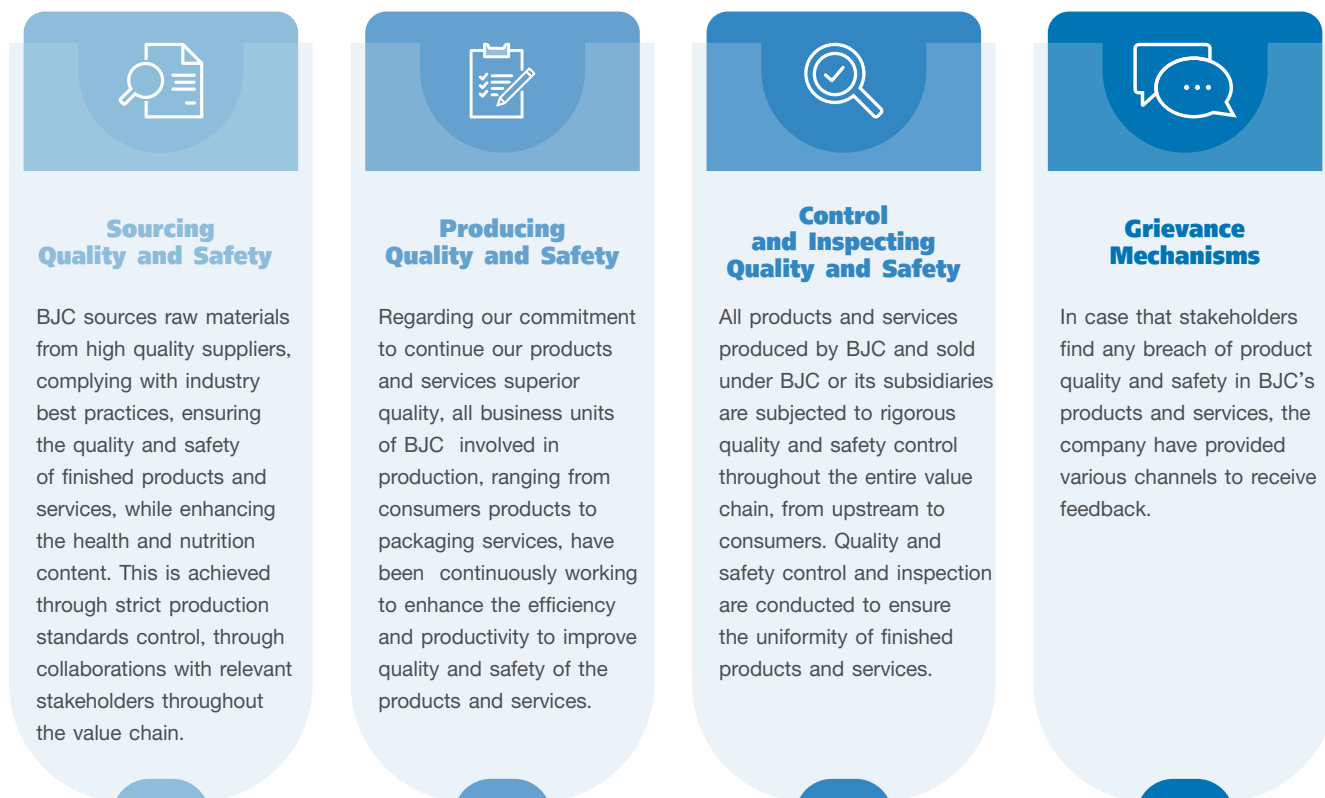 Sourcing
Quality and Safety
BJC sources raw materials
from high quality suppliers,
complying with industry
best practices, ensuring
the quality and safety
of finished products and
services, while enhancing
the health and nutrition
content. This is achieved
through strict production
standards control, through
collaborations with relevant
stakeholders throughout
the value chain.
Producing
Quality and Safety
Regarding our commitment
to continue our products
and services superior
quality, all business units
of BJC involved in
production, ranging from
consumers products to
packaging services, have
been continuously working
to enhance the efficiency
and productivity to improve
quality and safety of the
products and services.
Control
and Inspecting
Quality and Safety
All products and services
produced by BJC and sold
under BJC or its subsidiaries
are subjected to rigorous
quality and safety control
throughout the entire value
chain, from upstream to
consumers. Quality and
safety control and inspection
are conducted to ensure
the uniformity of finished
products and services.
Grievance
Mechanisms
In case that stakeholders
find any breach of product
quality and safety in BJC's
products and services, the
company have provided
various channels to receive
feedback.